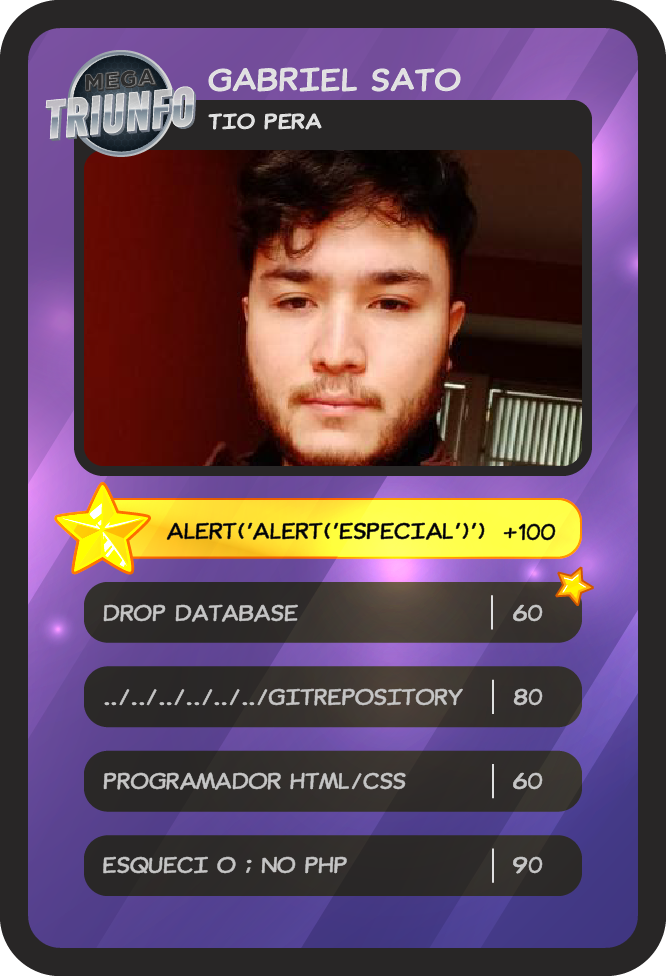 MEGA
TRIUNFO
GABRIEL SATO
TIO PERA
ALERT('ALERT('ESPECIAL')') +100
DROP DATABASE | 60
../../../../../../GITREPOSITORY | 80
PROGRAMADOR HTML/CSS | 60
ESQUECI O ; NO PHP | 90